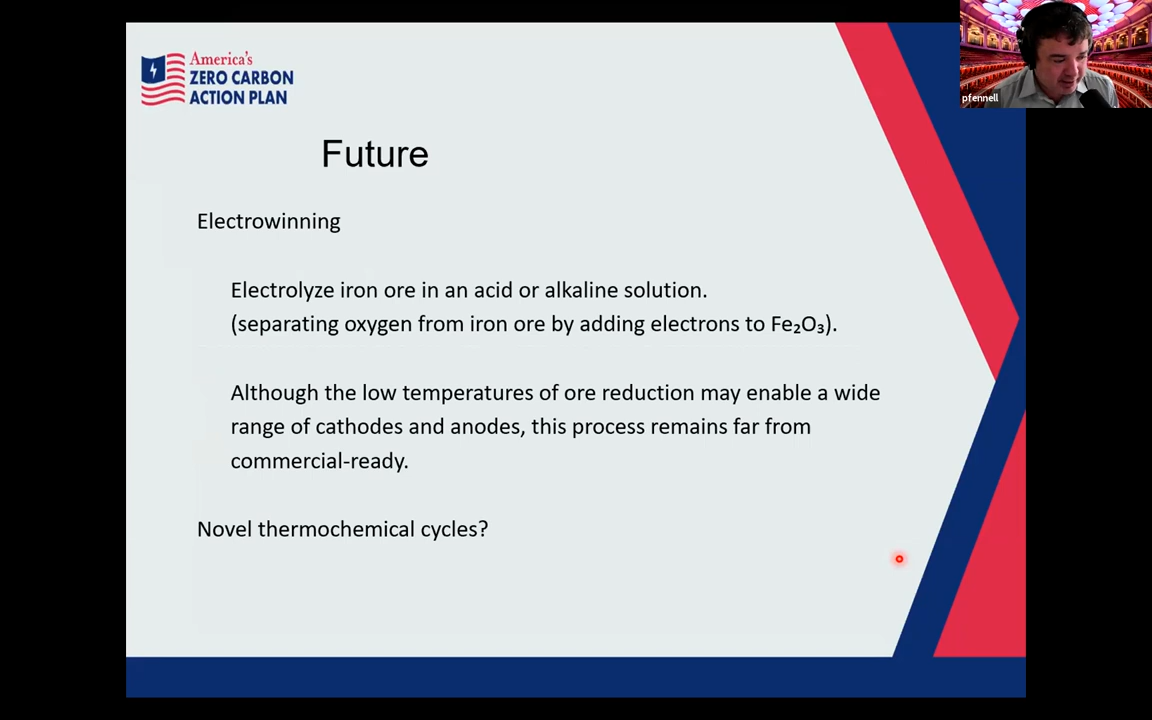 America's
ZERO CARBON
ACTION PLAN
pfennell
Future
Electrowinning
Electrolyze iron ore in an acid or alkaline solution.
(separating oxygen from iron ore by adding electrons to Fe₂O₃).
Although the low temperatures of ore reduction may enable a wide
range of cathodes and anodes, this process remains far from
commercial-ready.
Novel thermochemical cycles?